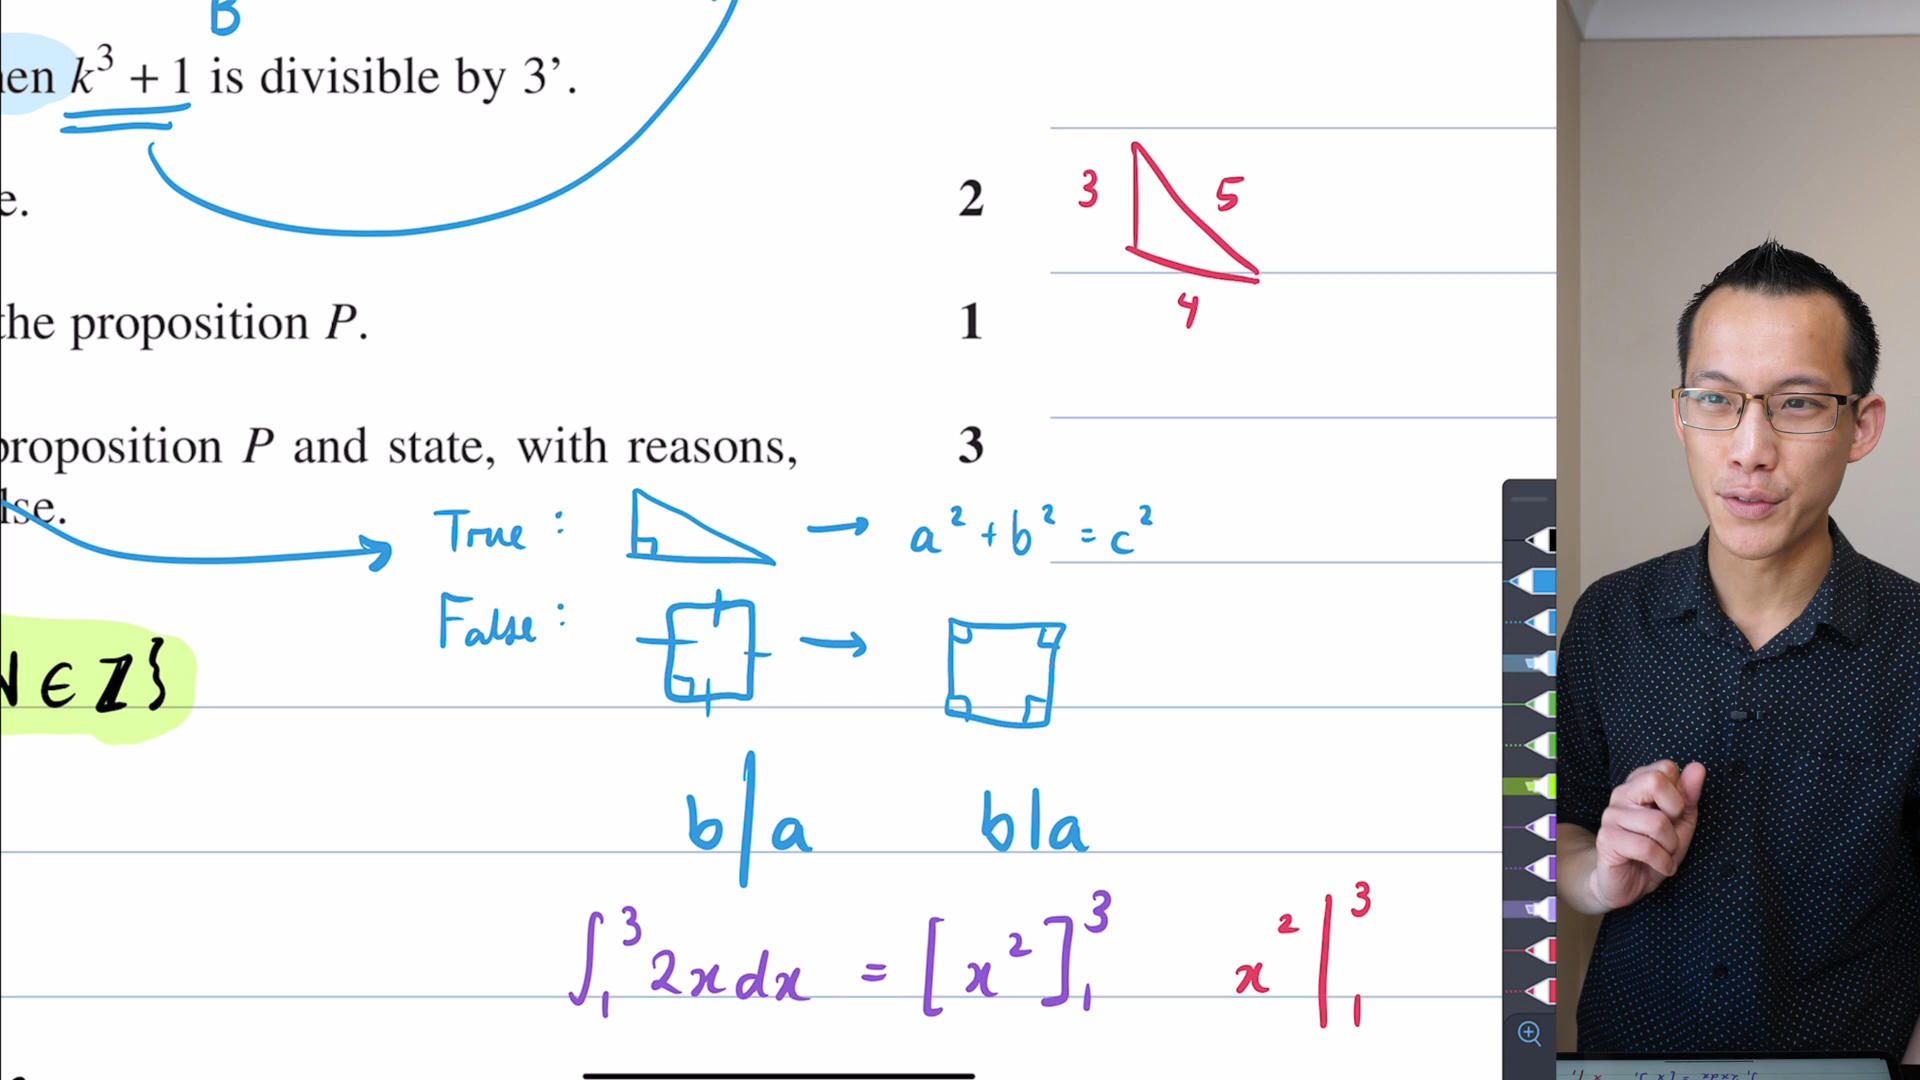 B
en k³ + 1 is divisible by 3’.
e. 2
3 5
4
the proposition P. 1
proposition P and state, with reasons, 3
lse.
True : → a² + b² = c²
False : →
N ∈ ℤ}
b | a b | a
∫₁³ 2x dx = [x²]₁³ x² |₁³